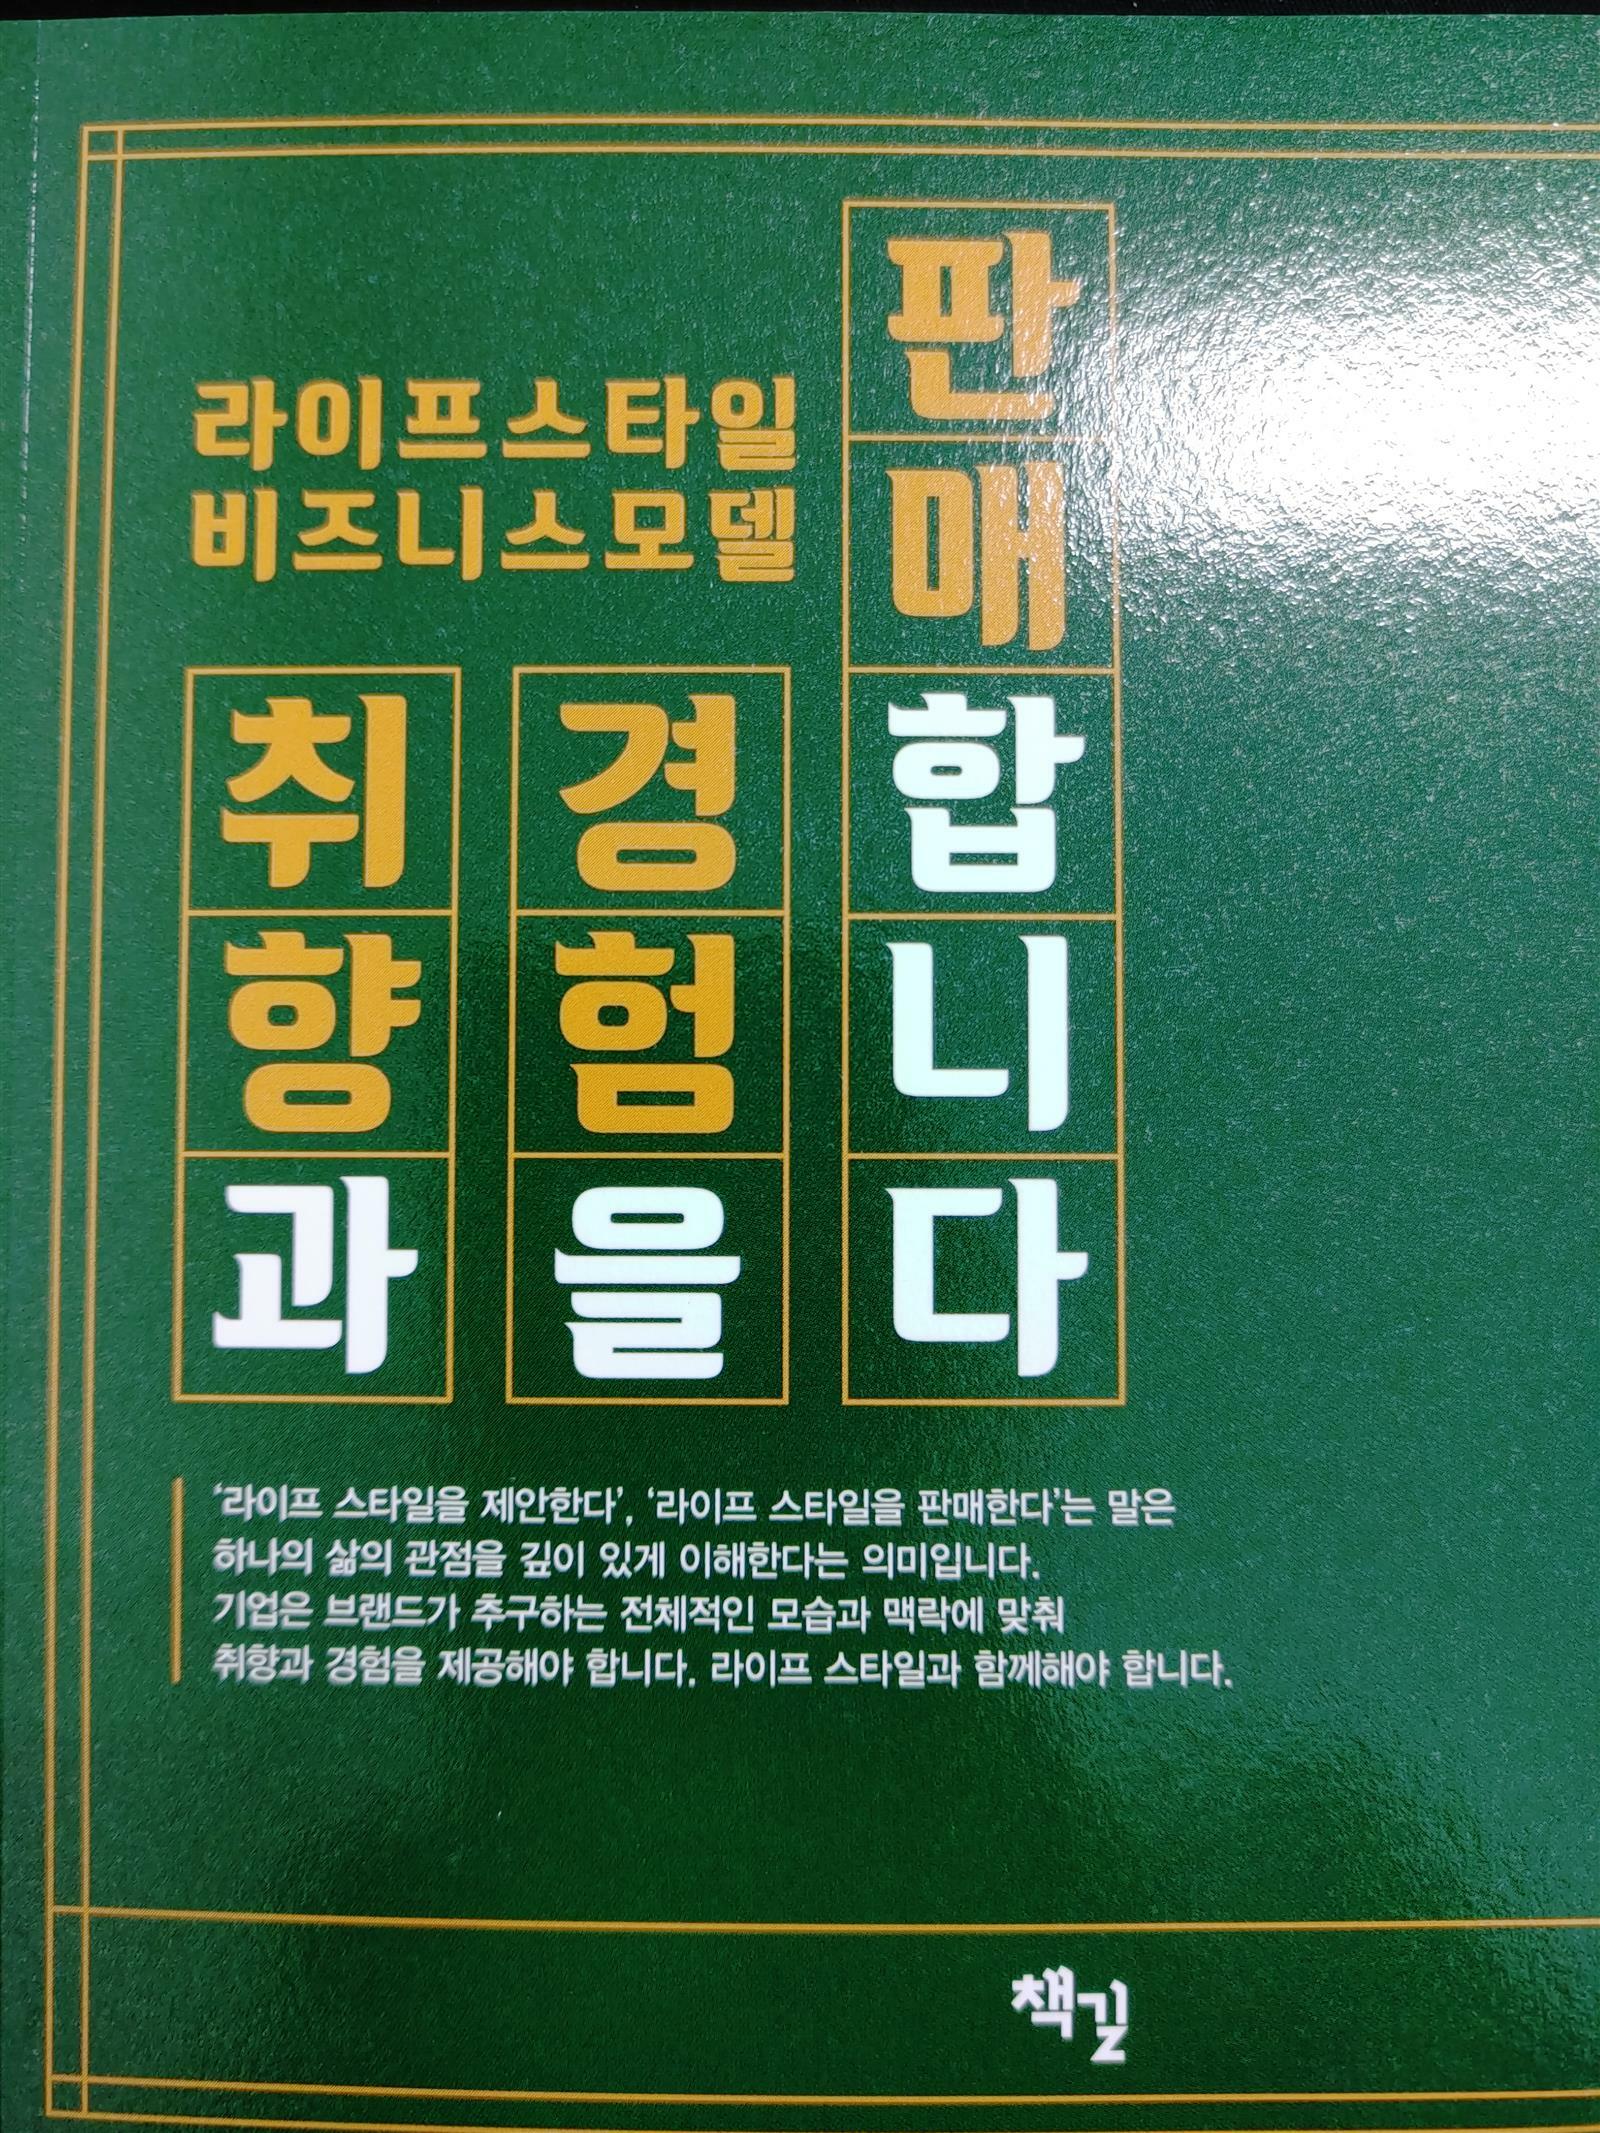 라이프스타일
비즈니스모델
취향과
경험을
판매합니다
‘라이프 스타일을 제안한다’, ‘라이프 스타일을 판매한다’는 말은
하나의 삶의 관점을 깊이 있게 이해한다는 의미입니다.
기업은 브랜드가 추구하는 전체적인 모습과 맥락에 맞춰
취향과 경험을 제공해야 합니다. 라이프 스타일과 함께해야 합니다.
책길